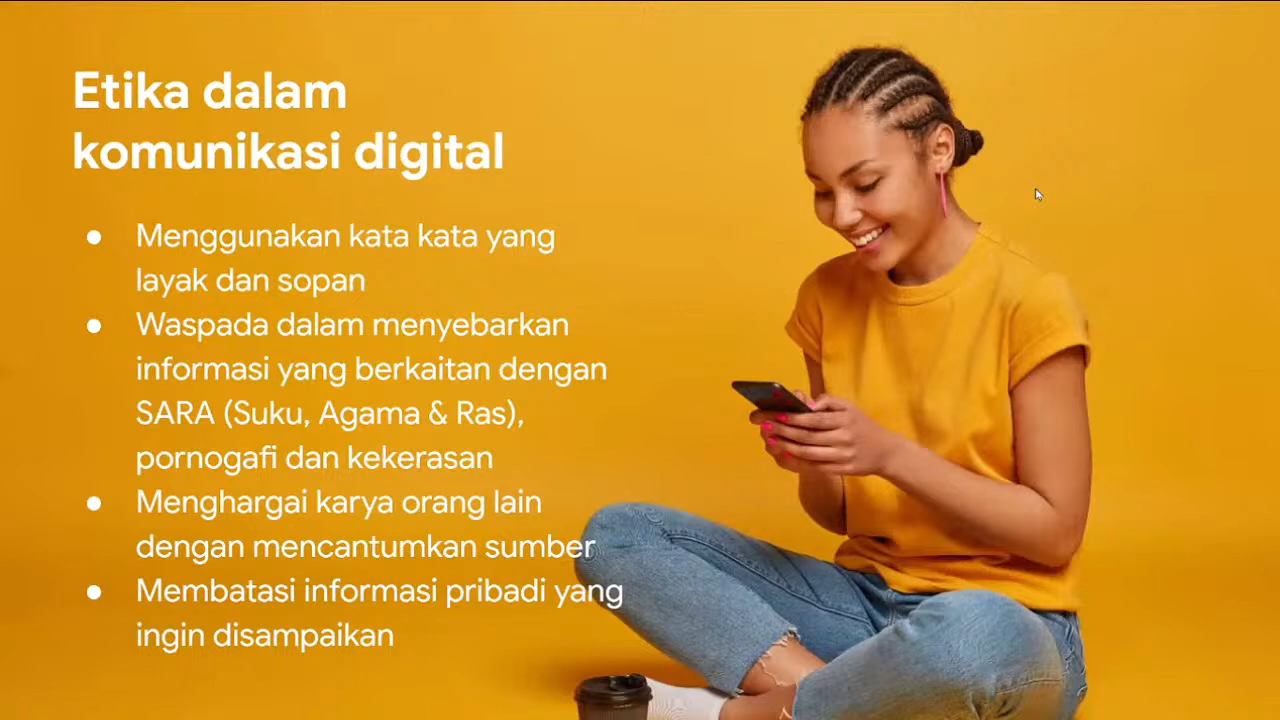 Etika dalam
komunikasi digital
● Menggunakan kata kata yang
layak dan sopan
● Waspada dalam menyebarkan
informasi yang berkaitan dengan
SARA (Suku, Agama & Ras),
pornogafi dan kekerasan
● Menghargai karya orang lain
dengan mencantumkan sumber
● Membatasi informasi pribadi yang
ingin disampaikan